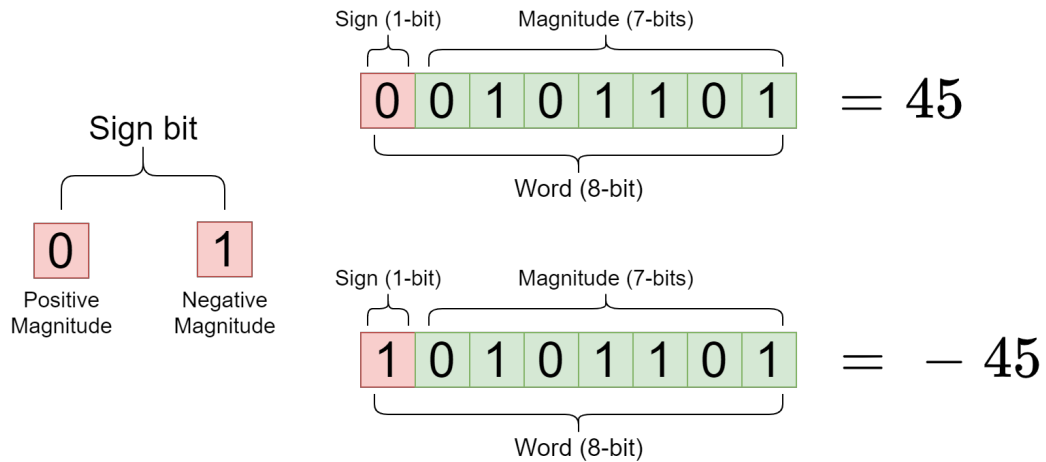 Sign bit
0 1
Positive Magnitude
Negative Magnitude
Sign (1-bit) Magnitude (7-bits)
0 0 1 0 1 1 0 1 = 45
Word (8-bit)
Sign (1-bit) Magnitude (7-bits)
1 0 1 0 1 1 0 1 = - 45
Word (8-bit)